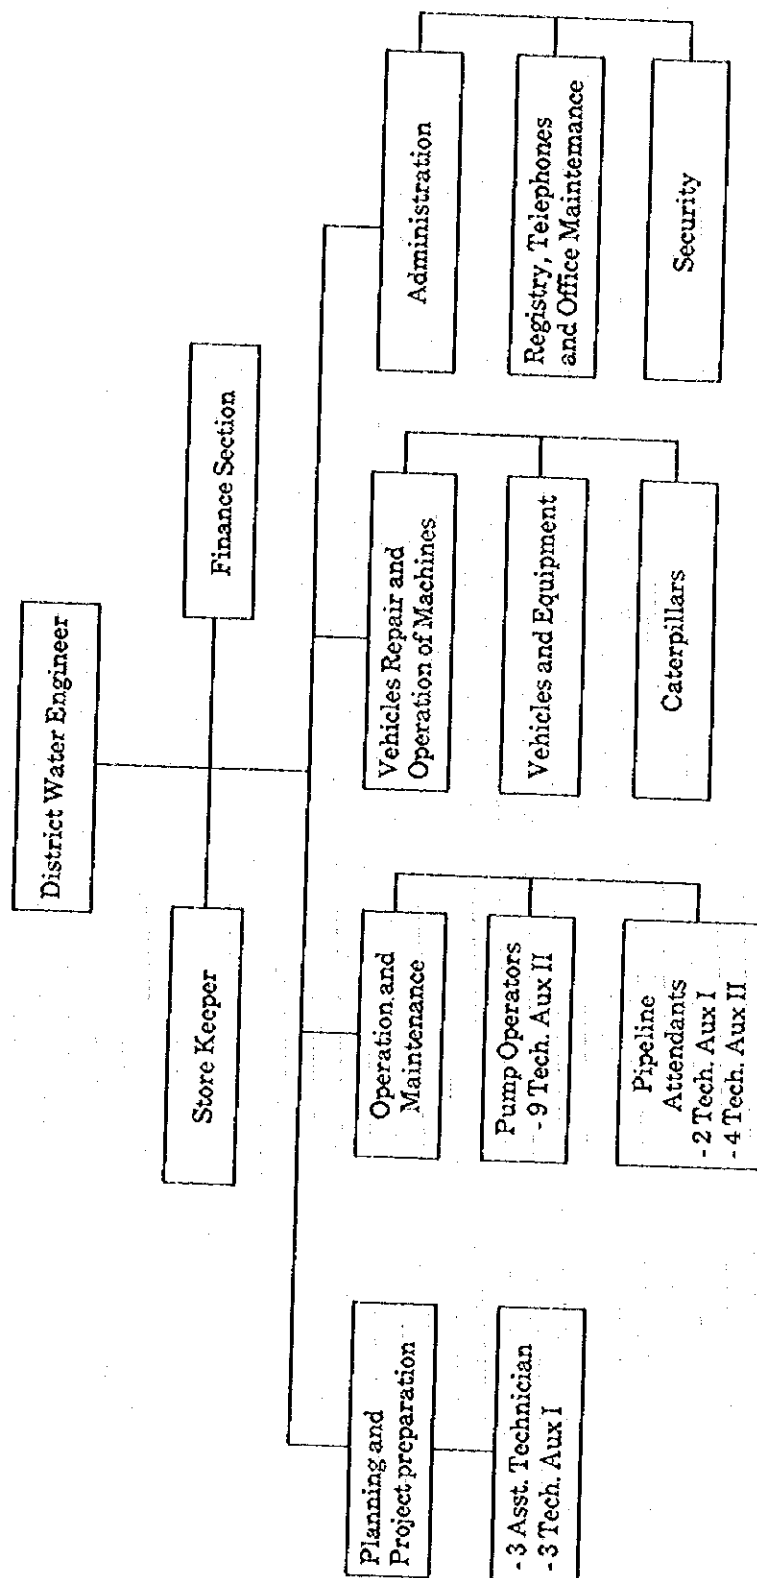 District Water Engineer
Store Keeper
Finance Section
Planning and
Project preparation
- 3 Asst. Technician
- 3 Tech. Aux I
Operation and
Maintenance
Pump Operators
- 9 Tech. Aux II
Pipeline
Attendants
- 2 Tech. Aux I
- 4 Tech. Aux II
Vehicles Repair and
Operation of Machines
Vehicles and Equipment
Caterpillars
Administration
Registry, Telephones
and Office Maintemance
Security